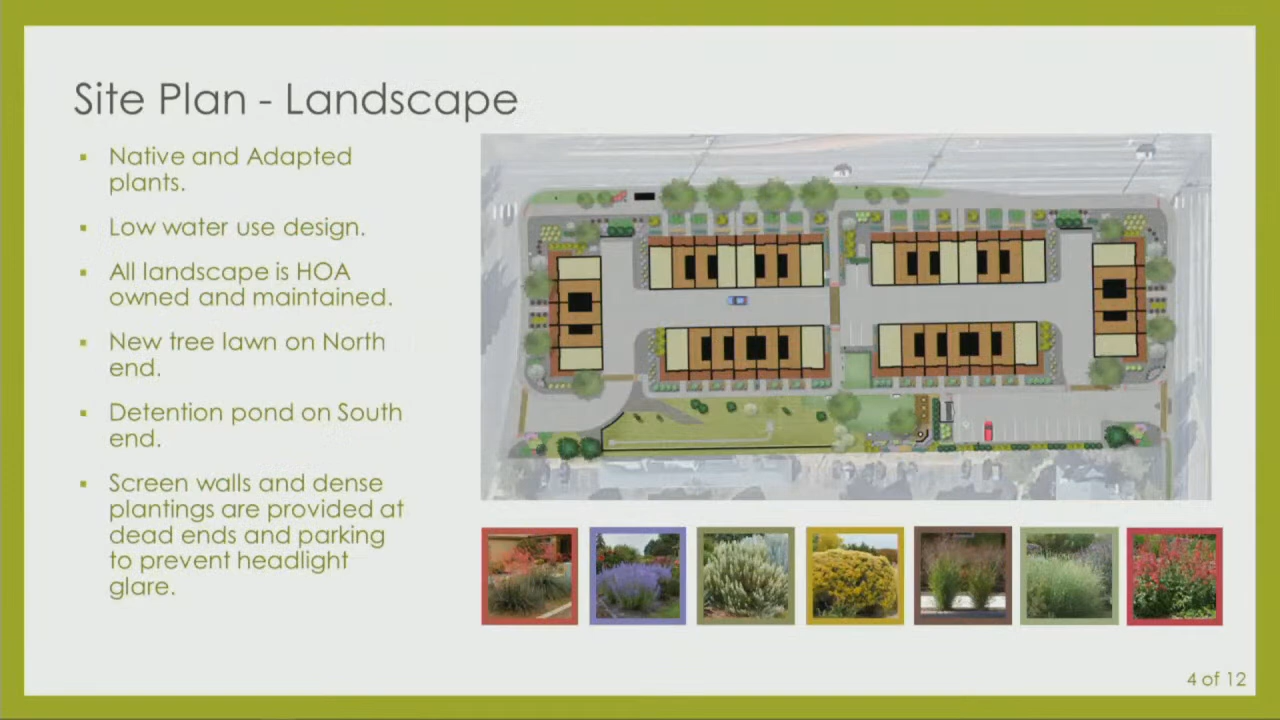 Site Plan - Landscape
▪ Native and Adapted
plants.
▪ Low water use design.
▪ All landscape is HOA
owned and maintained.
▪ New tree lawn on North
end.
▪ Detention pond on South
end.
▪ Screen walls and dense
plantings are provided at
dead ends and parking
to prevent headlight
glare.
4 of 12